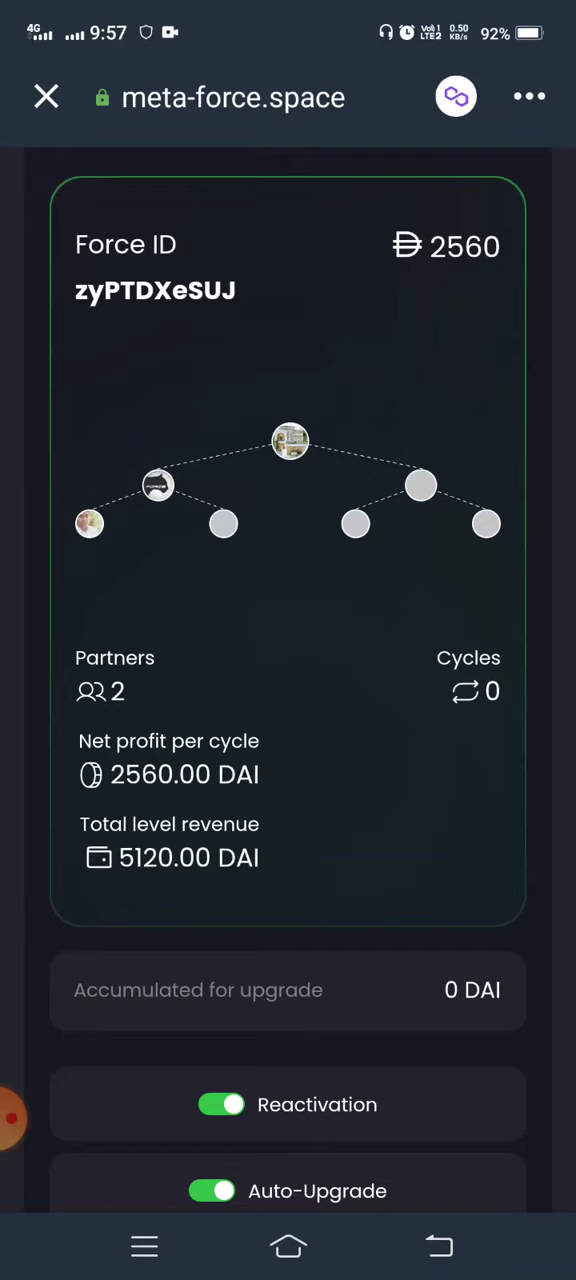 4G 9:57 Vo) 1 LTE2 0.50 KB/s 92%
meta-force.space
Force ID 2560
zyPTDXeSUJ
Partners Cycles
2 0
Net profit per cycle
2560.00 DAI
Total level revenue
5120.00 DAI
Accumulated for upgrade 0 DAI
Reactivation
Auto-Upgrade